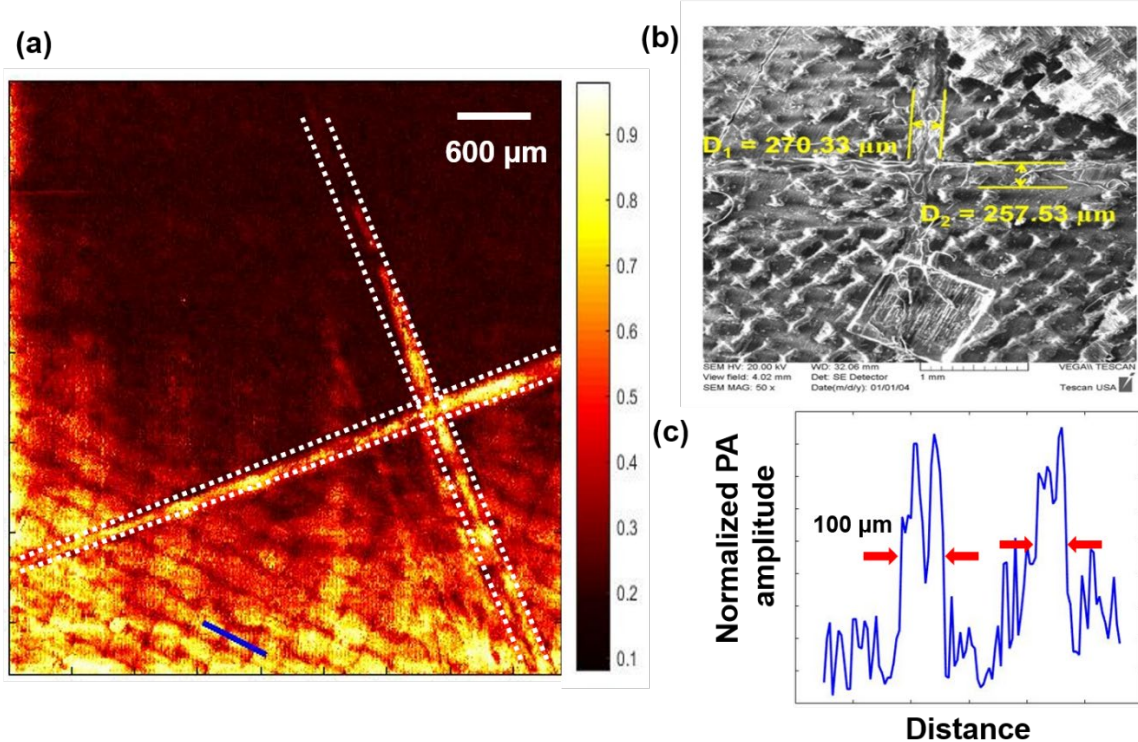 (a)
600 μm
0.9
0.8
0.7
0.6
0.5
0.4
0.3
0.2
0.1
(b)
D₁ = 270.33 μm
D₂ = 257.53 μm
SEM HV: 20.00 kV WD: 32.06 mm VEGA\\ TESCAN
View field: 4.02 mm Det: SE Detector 1 mm
SEM MAG: 50 x Date(m/d/y): 01/01/04 Tescan USA
(c)
Normalized PA
amplitude
100 μm
Distance